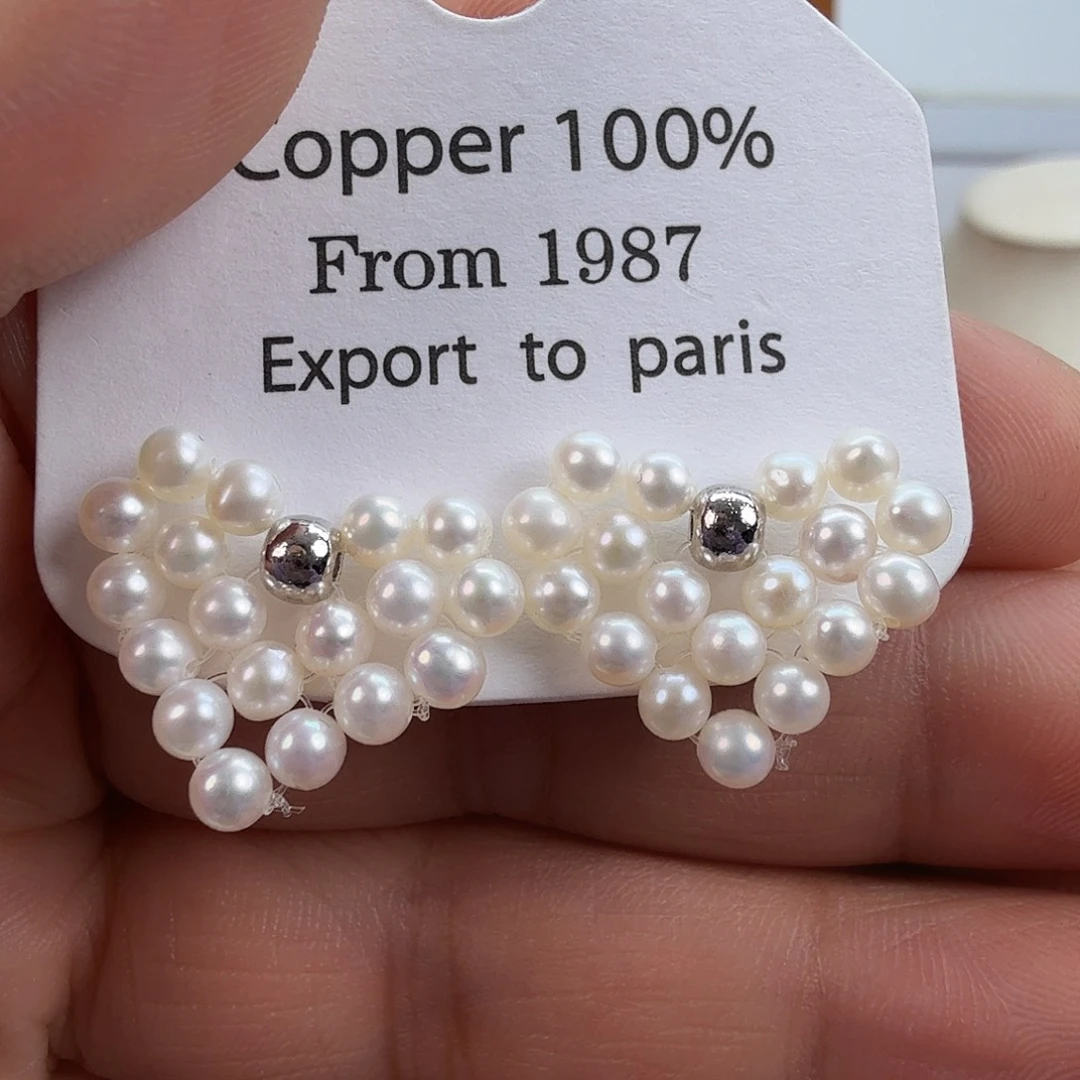 Copper 100%
From 1987
Export to paris